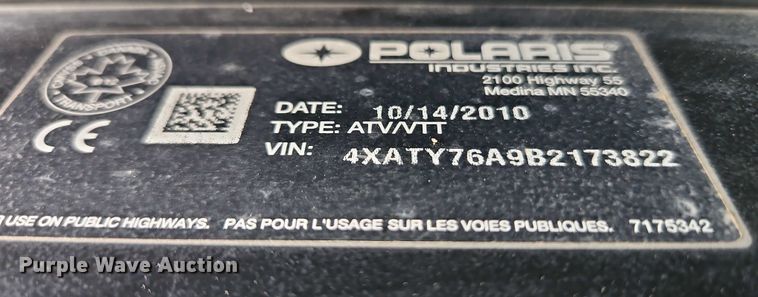 POLARIS
INDUSTRIES INC.
2100 Highway 55
Medina MN 55340
TRANSPORT
CE
DATE: 10/14/2010
TYPE: ATV/VTT
VIN: 4XATY76A9B2173822
USE ON PUBLIC HIGHWAYS. PAS POUR L'USAGE SUR LES VOIES PUBLIQUES. 7175342
Purple Wave Auction